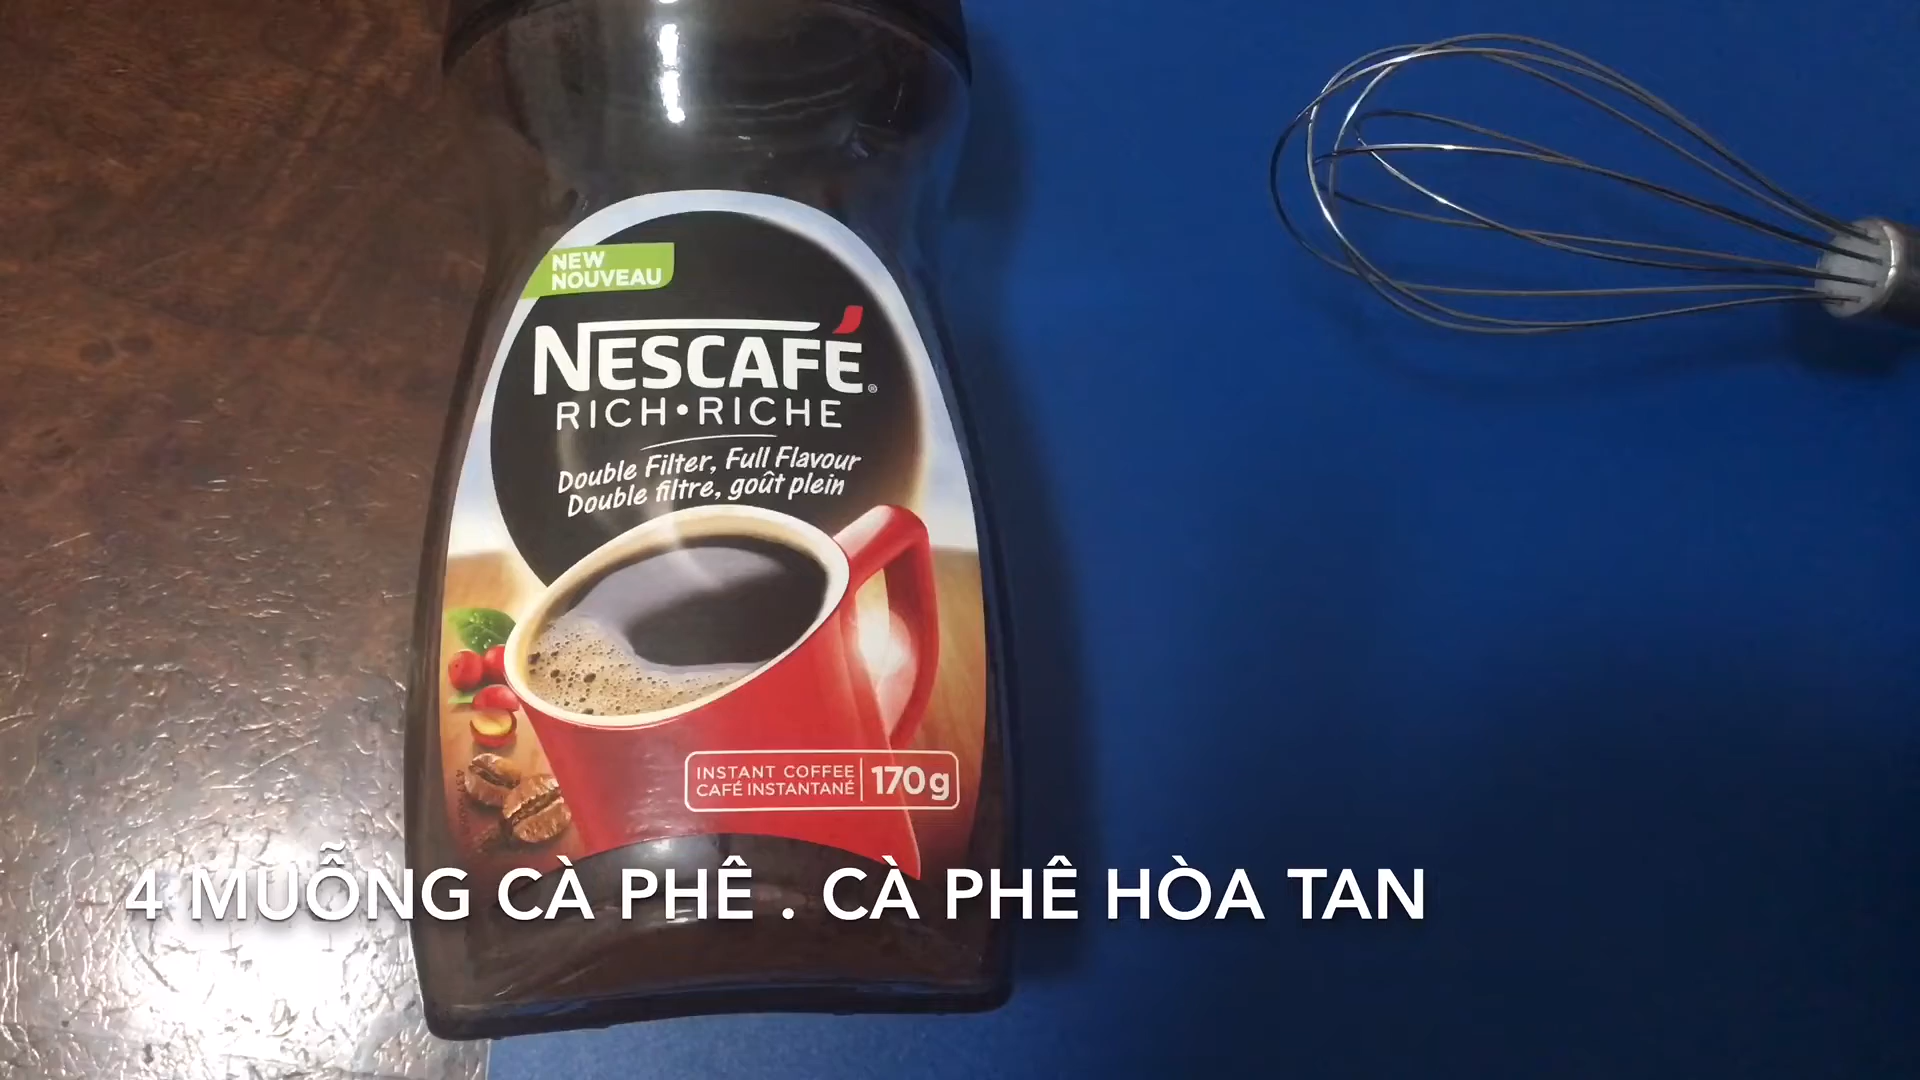 NEW
NOUVEAU
NESCAFÉ®
RICH•RICHE
Double Filter, Full Flavour
Double filtre, goût plein
INSTANT COFFEE
CAFÉ INSTANTANÉ
170g
4 MUỖNG CÀ PHÊ . CÀ PHÊ HÒA TAN